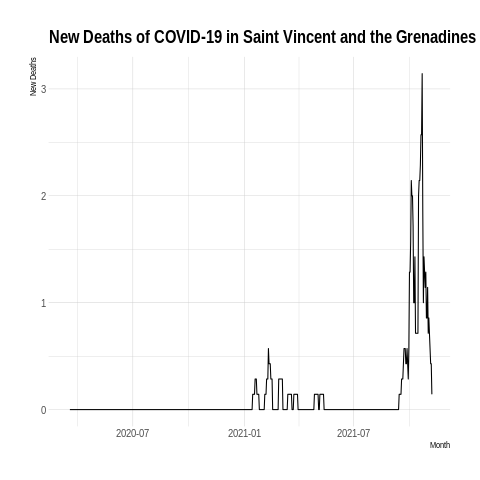 New Deaths of COVID-19 in Saint Vincent and the Grenadines
New Deaths
3
2
1
0
2020-07 2021-01 2021-07
Month